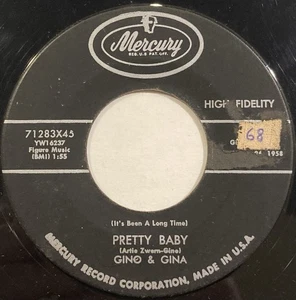 Mercury
REG. U.S. PAT. OFF.
HIGH FIDELITY
71283X45
YW16237
Figure Music
(BMI) 1:55
68
1958
(It's Been A Long Time)
PRETTY BABY
(Artie Zwern-Gino)
GINO & GINA
MERCURY RECORD CORPORATION, MADE IN U.S.A.